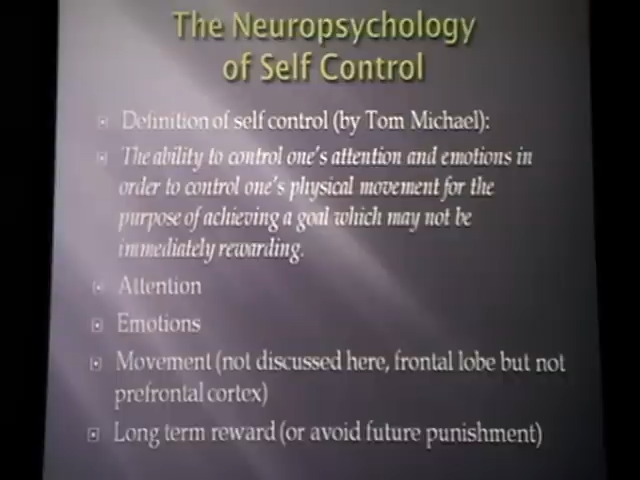 The Neuropsychology
of Self Control
Definition of self control (by Tom Michael):
The ability to control one's attention and emotions in
order to control one's physical movement for the
purpose of achieving a goal which may not be
immediately rewarding.
Attention
Emotions
Movement (not discussed here, frontal lobe but not
prefrontal cortex)
Long term reward (or avoid future punishment)